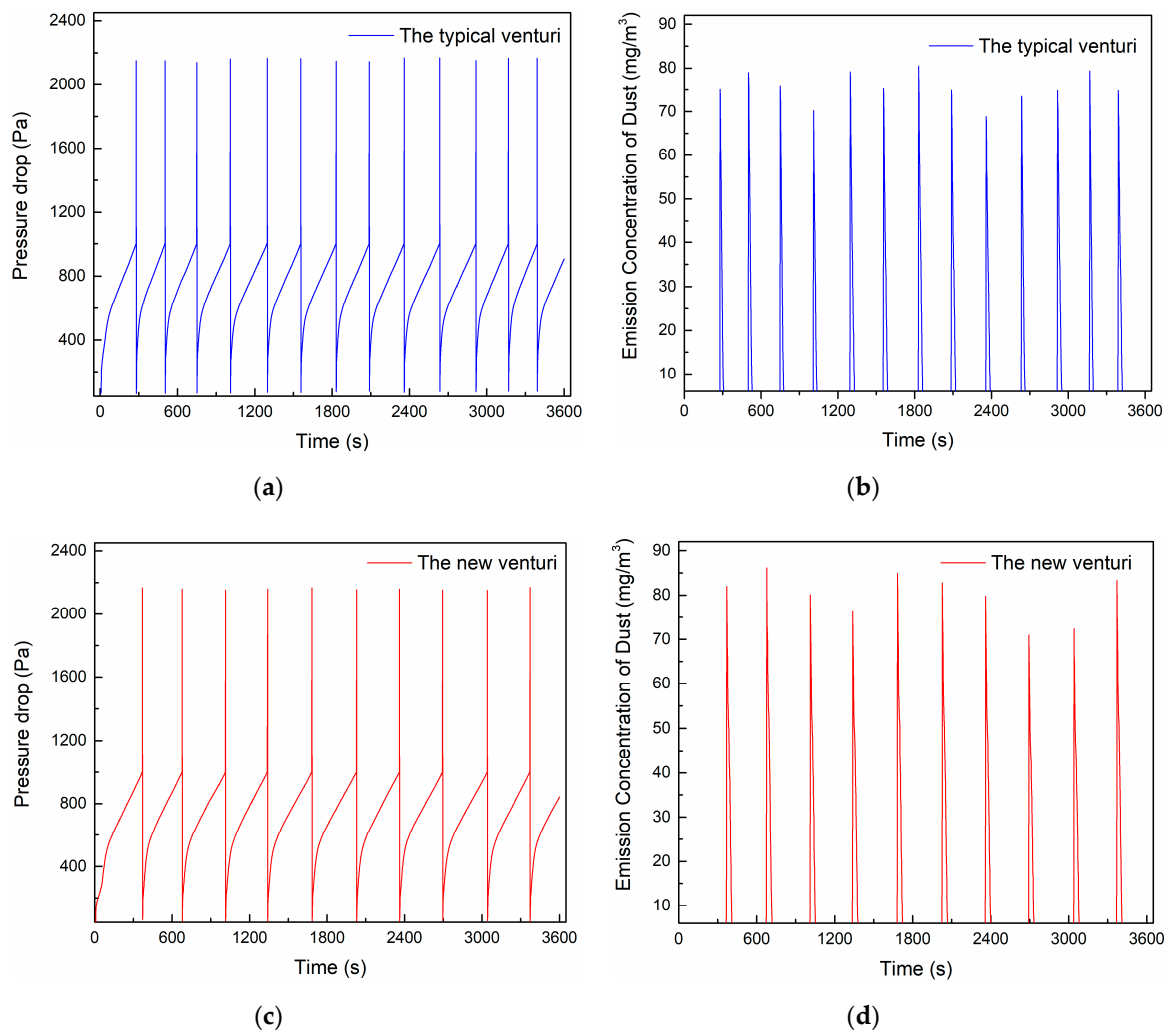 2400
2000
1600
1200
800
400
Pressure drop (Pa)
The typical venturi
0 600 1200 1800 2400 3000 3600
Time (s)
(a)
90
80
70
60
50
40
30
20
10
Emission Concentration of Dust (mg/m³)
The typical venturi
0 600 1200 1800 2400 3000 3600
Time (s)
(b)
2400
2000
1600
1200
800
400
Pressure drop (Pa)
The new venturi
0 600 1200 1800 2400 3000 3600
Time (s)
(c)
90
80
70
60
50
40
30
20
10
Emission Concentration of Dust (mg/m³)
The new venturi
0 600 1200 1800 2400 3000 3600
Time (s)
(d)